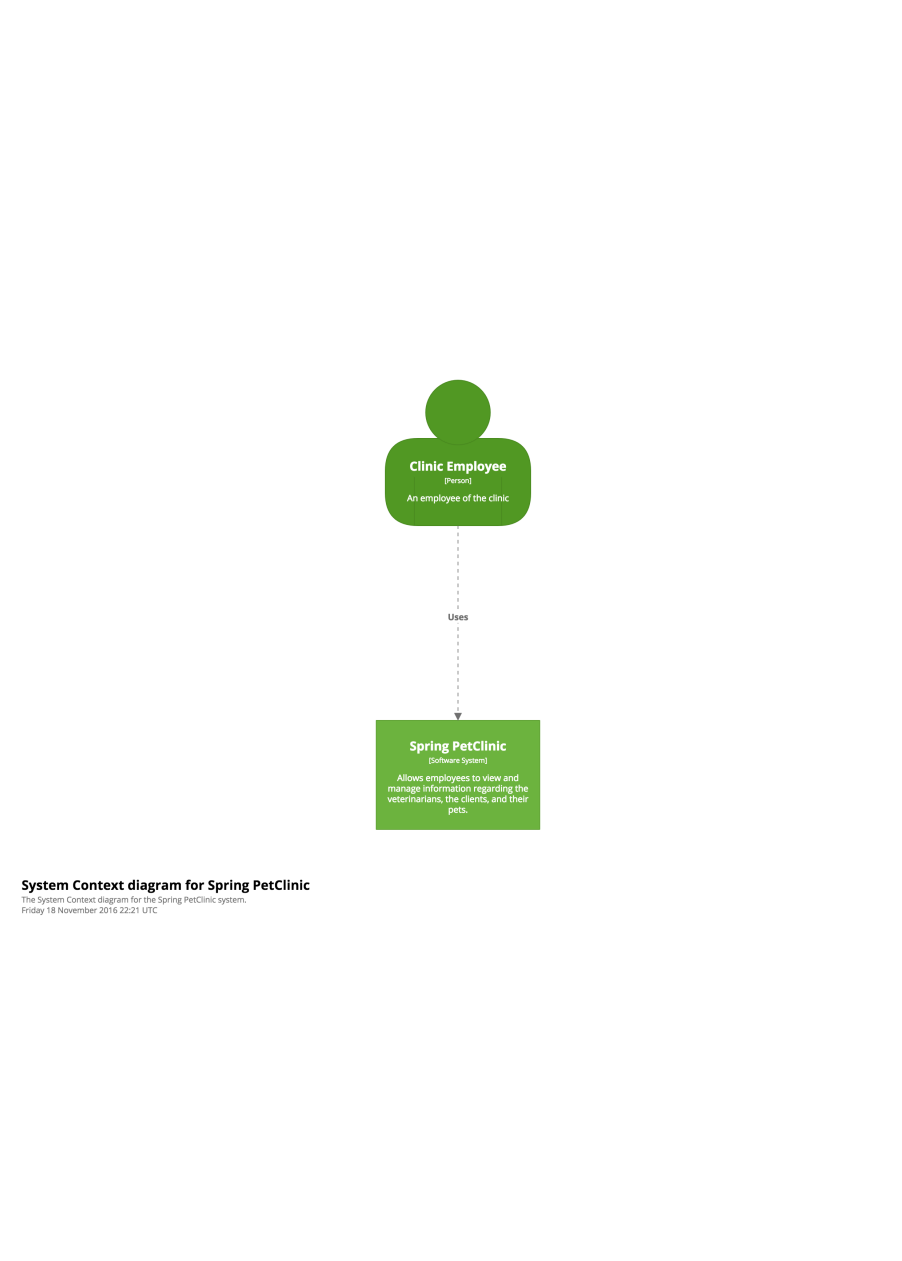 Clinic Employee
[Person]
An employee of the clinic
Uses
Spring PetClinic
[Software System]
Allows employees to view and
manage information regarding the
veterinarians, the clients, and their
pets.
System Context diagram for Spring PetClinic
The System Context diagram for the Spring PetClinic system.
Friday 18 November 2016 22:21 UTC